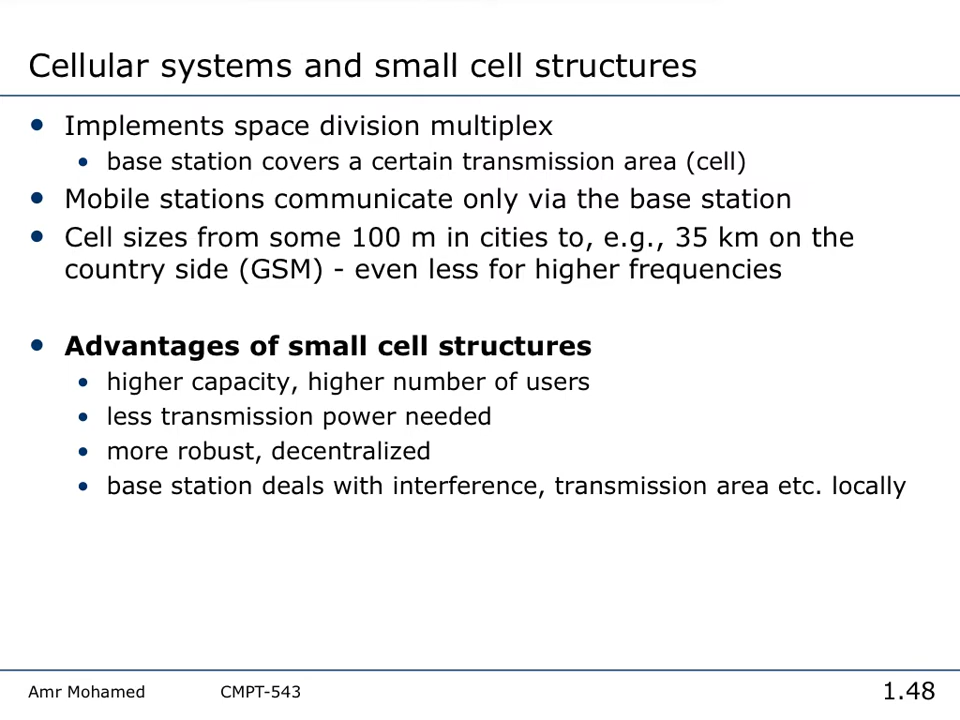 Cellular systems and small cell structures
• Implements space division multiplex
• base station covers a certain transmission area (cell)
• Mobile stations communicate only via the base station
• Cell sizes from some 100 m in cities to, e.g., 35 km on the
country side (GSM) - even less for higher frequencies
• Advantages of small cell structures
• higher capacity, higher number of users
• less transmission power needed
• more robust, decentralized
• base station deals with interference, transmission area etc. locally
Amr Mohamed CMPT-543 1.48